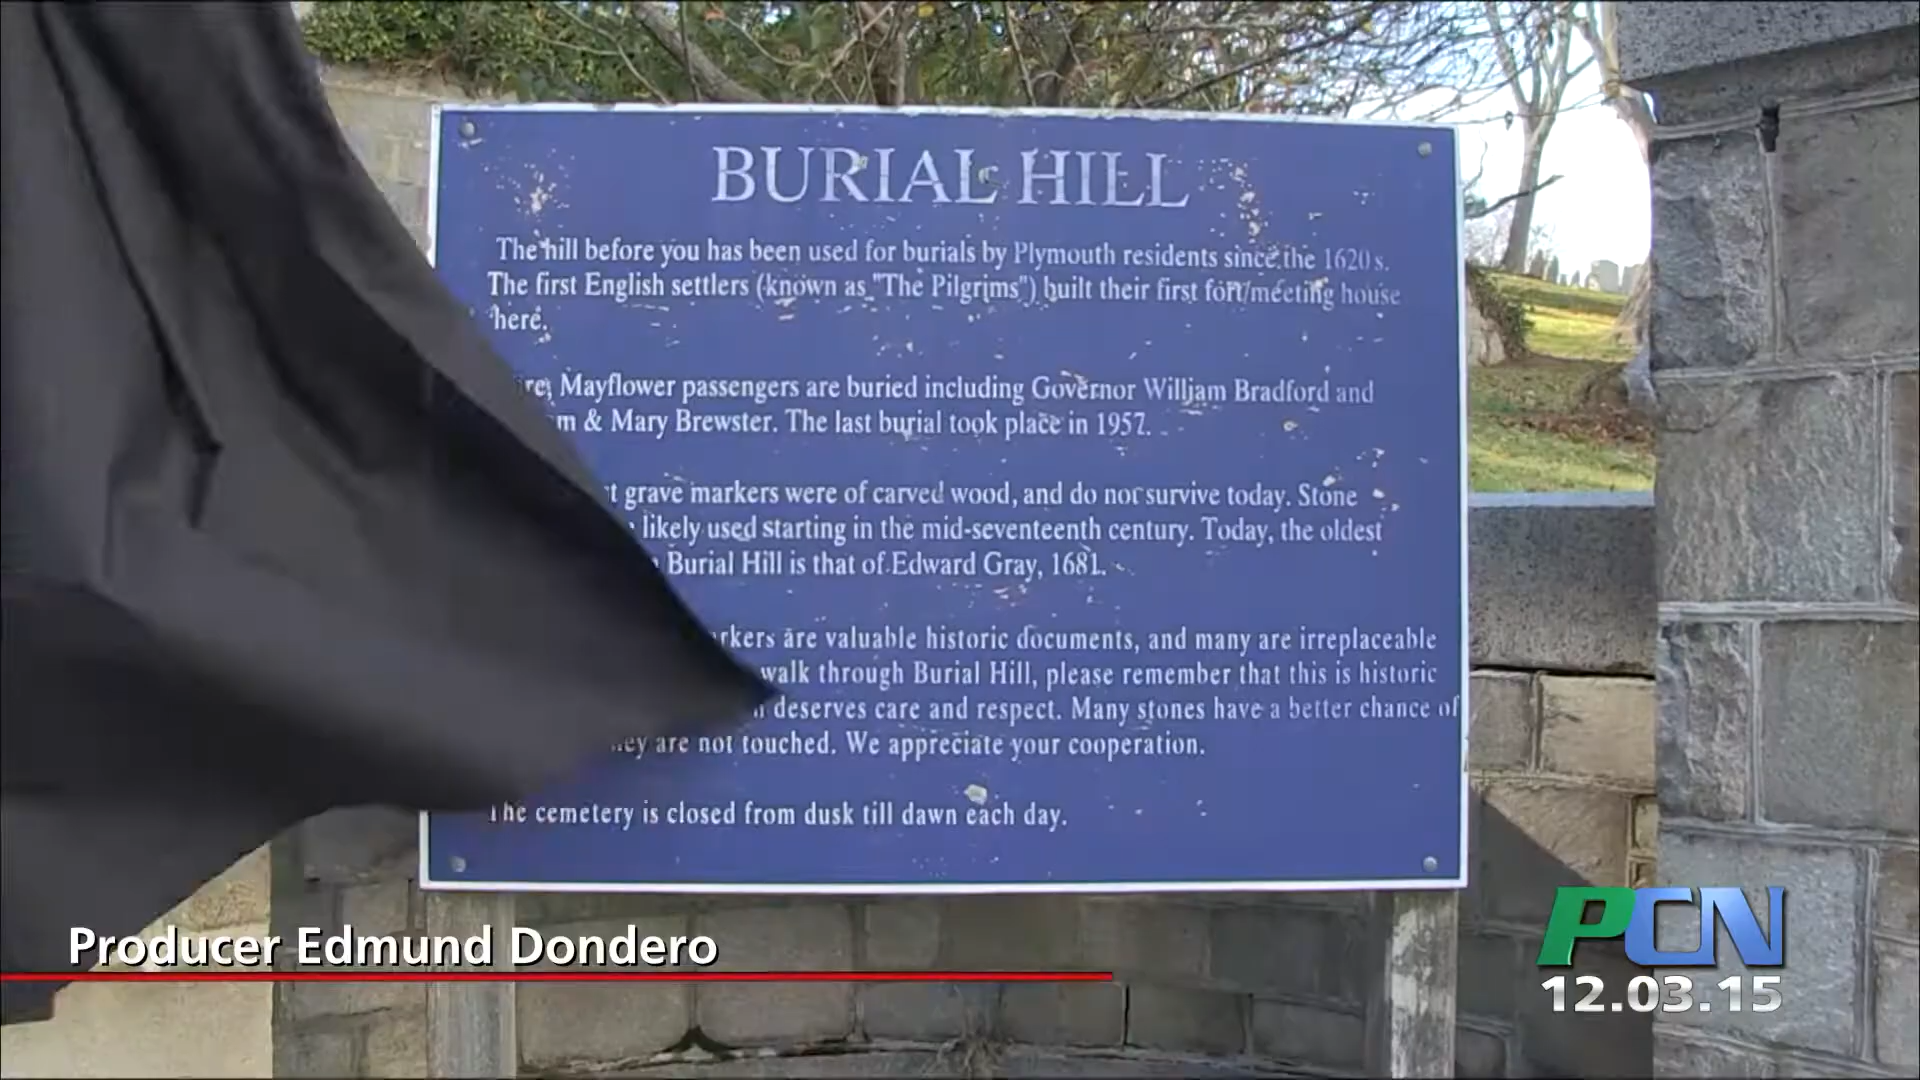 BURIAL HILL
The hill before you has been used for burials by Plymouth residents since the 1620s.
The first English settlers (known as "The Pilgrims") built their first fort/meeting house
here.
Mayflower passengers are buried including Governor William Bradford and
& Mary Brewster. The last burial took place in 1957.
grave markers were of carved wood, and do not survive today. Stone
likely used starting in the mid-seventeenth century. Today, the oldest
Burial Hill is that of Edward Gray, 1681.
are valuable historic documents, and many are irreplaceable
walk through Burial Hill, please remember that this is historic
deserves care and respect. Many stones have a better chance of
are not touched. We appreciate your cooperation.
The cemetery is closed from dusk till dawn each day.
Producer Edmund Dondero
PCN
12.03.15